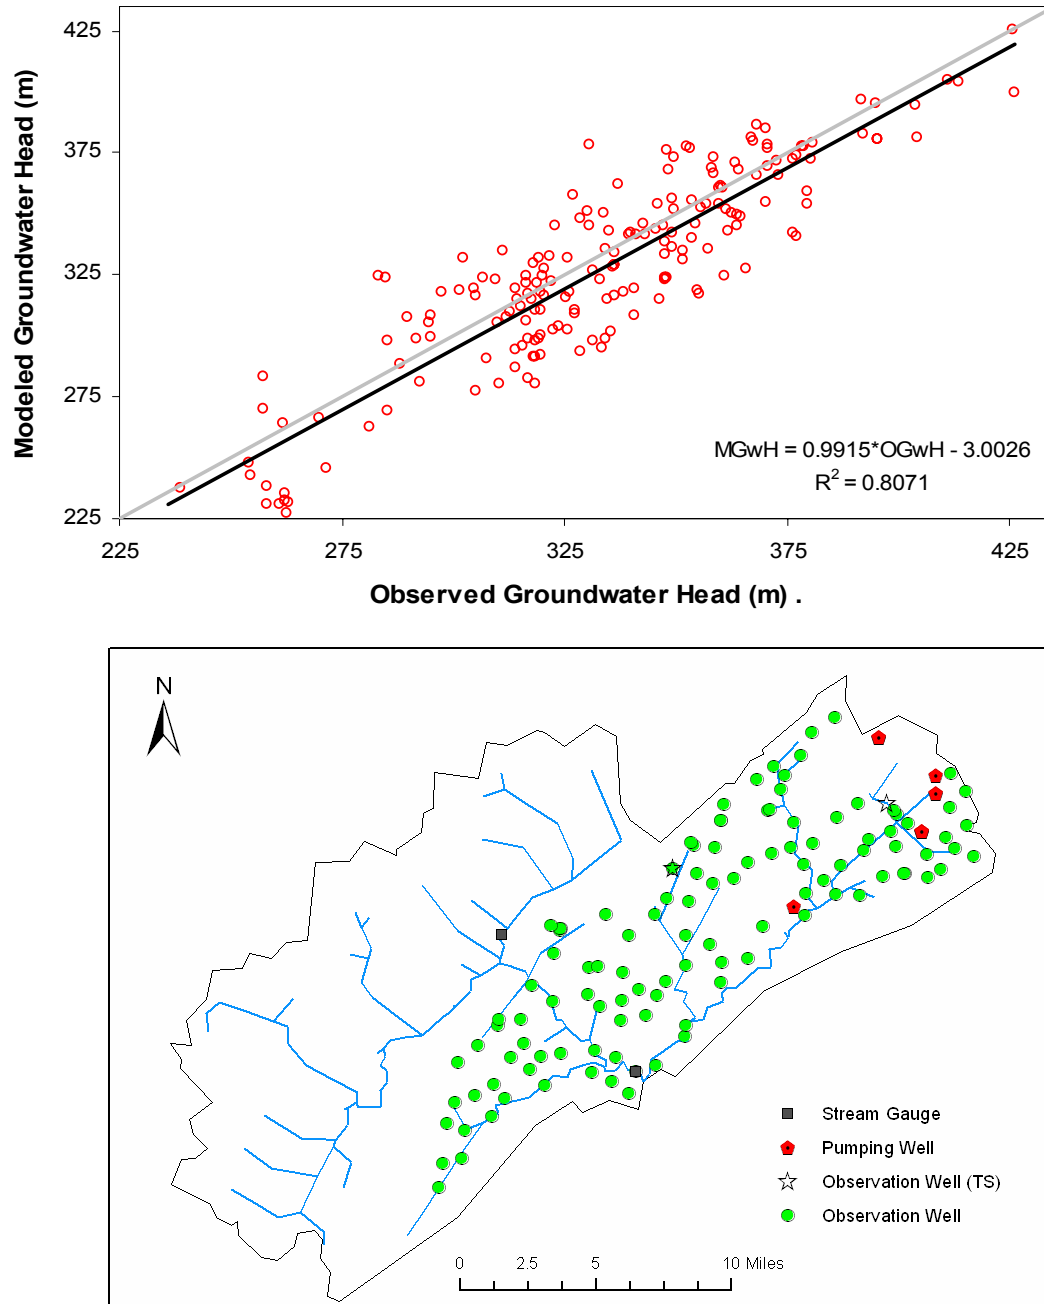 425
375
325
275
225
Modeled Groundwater Head (m)
MGwH = 0.9915*OGwH - 3.0026
R² = 0.8071
225 275 325 375 425
Observed Groundwater Head (m) .
N
Stream Gauge
Pumping Well
Observation Well (TS)
Observation Well
0 2.5 5 10 Miles